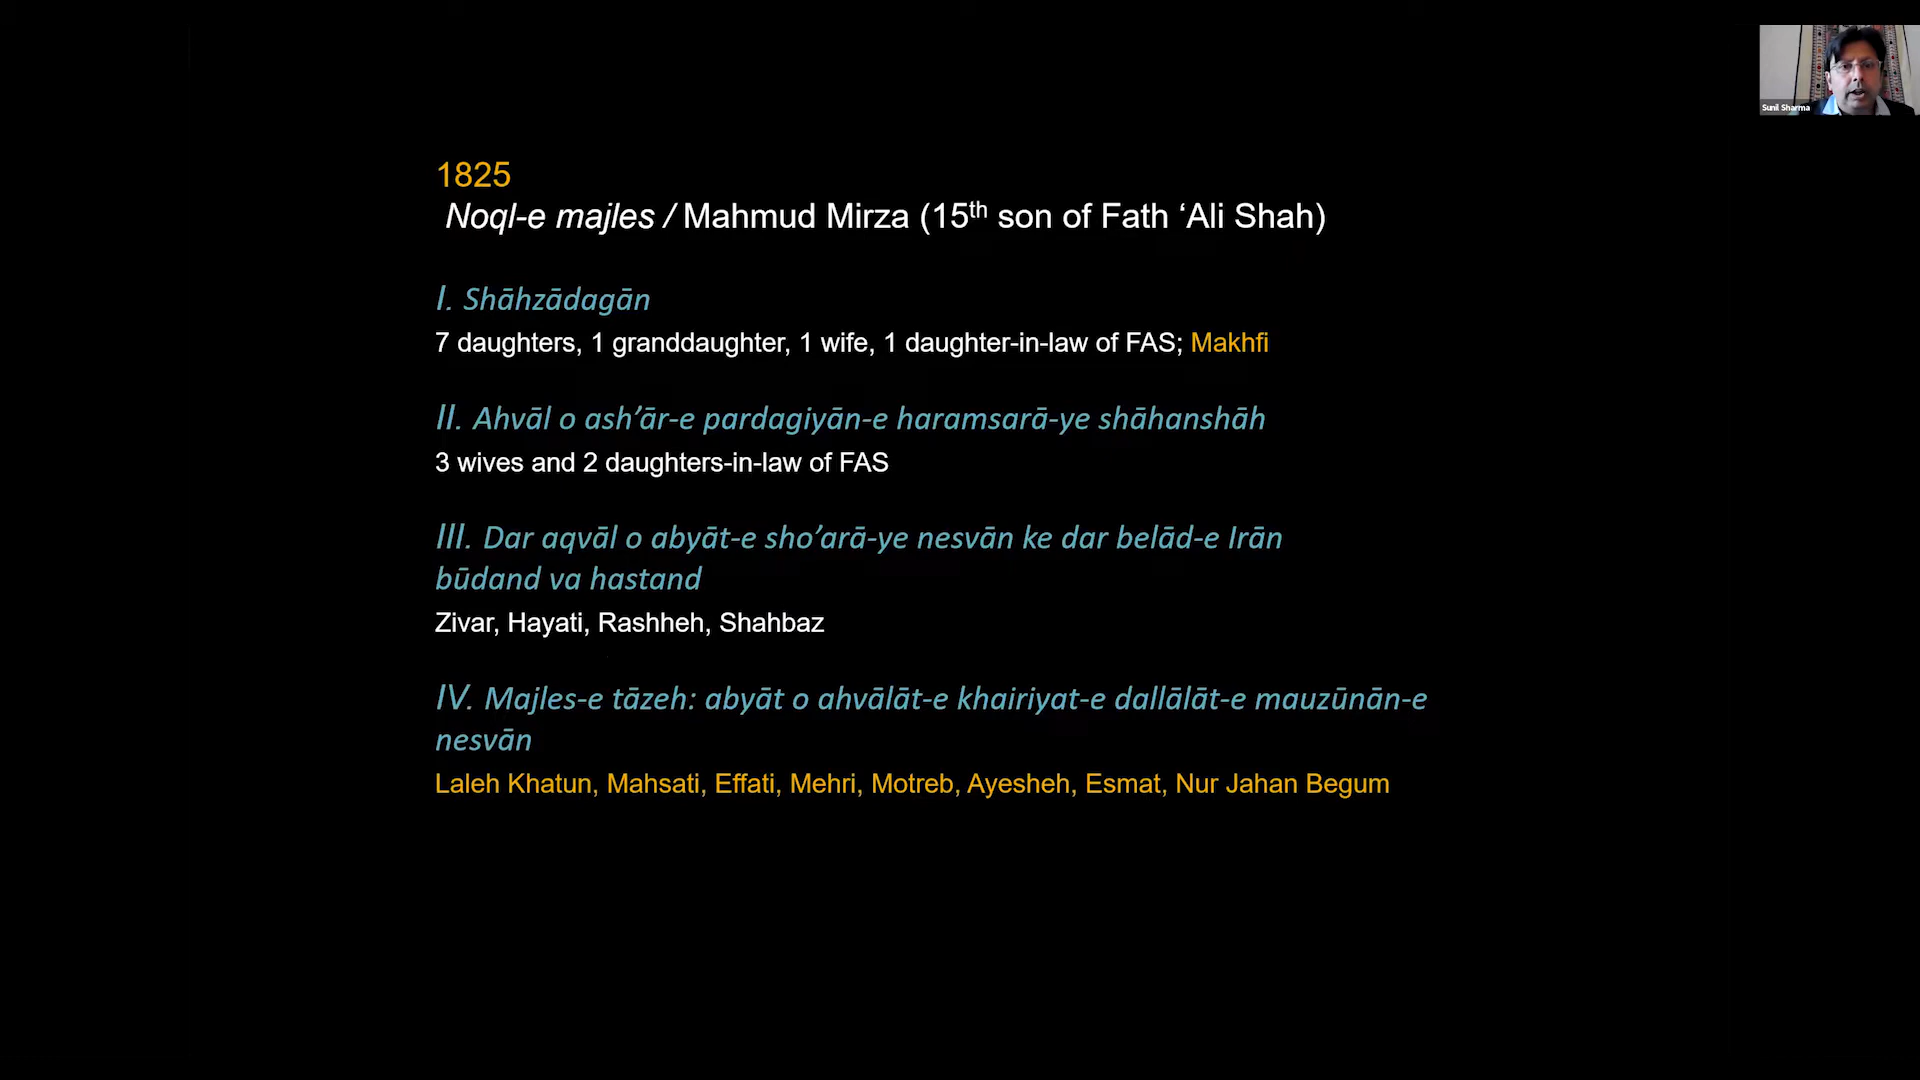 Sunil Sharma
1825
Noql-e majles / Mahmud Mirza (15th son of Fath ‘Ali Shah)
I. Shāhzādagān
7 daughters, 1 granddaughter, 1 wife, 1 daughter-in-law of FAS; Makhfi
II. Ahvāl o ash’ār-e pardagiyān-e haramsarā-ye shāhanshāh
3 wives and 2 daughters-in-law of FAS
III. Dar aqvāl o abyāt-e sho’arā-ye nesvān ke dar belād-e Irān
būdand va hastand
Zivar, Hayati, Rashheh, Shahbaz
IV. Majles-e tāzeh: abyāt o ahvālāt-e khairiyat-e dallālāt-e mauzūnān-e
nesvān
Laleh Khatun, Mahsati, Effati, Mehri, Motreb, Ayesheh, Esmat, Nur Jahan Begum